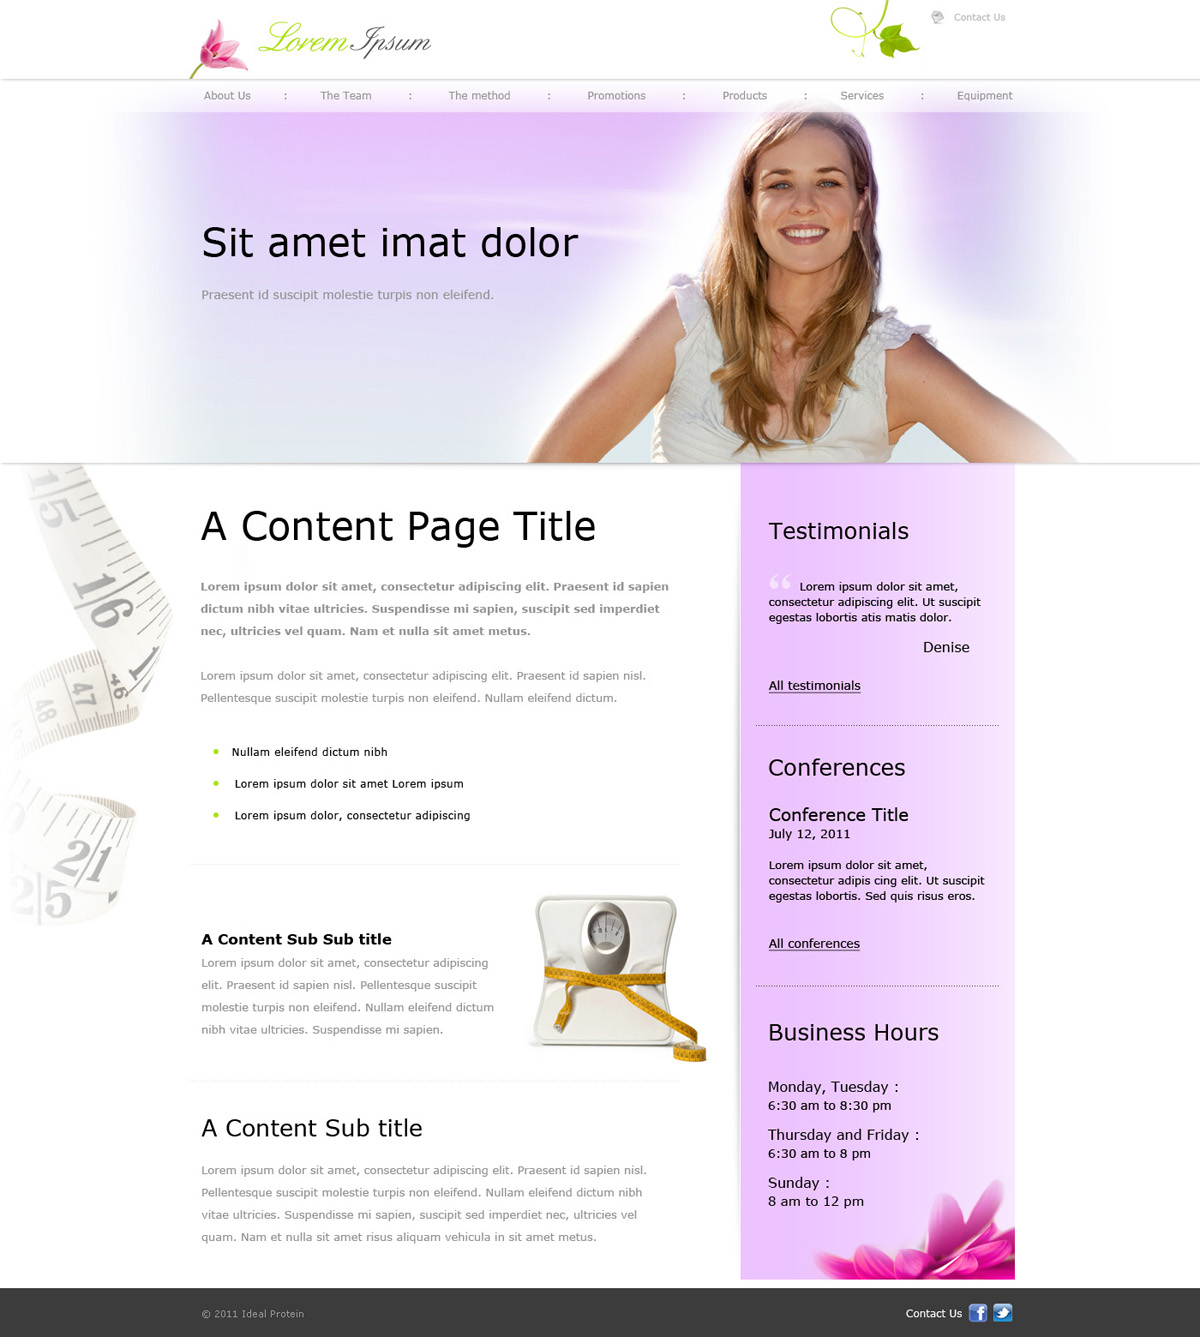 Lorem Ipsum
Contact Us
About Us : The Team : The method : Promotions : Products : Services : Equipment
Sit amet imat dolor
Praesent id suscipit molestie turpis non eleifend.
A Content Page Title
Lorem ipsum dolor sit amet, consectetur adipiscing elit. Praesent id sapien
dictum nibh vitae ultricies. Suspendisse mi sapien, suscipit sed imperdiet
nec, ultricies vel quam. Nam et nulla sit amet metus.
Lorem ipsum dolor sit amet, consectetur adipiscing elit. Praesent id sapien nisl.
Pellentesque suscipit molestie turpis non eleifend. Nullam eleifend dictum.
• Nullam eleifend dictum nibh
• Lorem ipsum dolor sit amet Lorem ipsum
• Lorem ipsum dolor, consectetur adipiscing
A Content Sub Sub title
Lorem ipsum dolor sit amet, consectetur adipiscing
elit. Praesent id sapien nisl. Pellentesque suscipit
molestie turpis non eleifend. Nullam eleifend dictum
nibh vitae ultricies. Suspendisse mi sapien.
A Content Sub title
Lorem ipsum dolor sit amet, consectetur adipiscing elit. Praesent id sapien nisl.
Pellentesque suscipit molestie turpis non eleifend. Nullam eleifend dictum nibh
vitae ultricies. Suspendisse mi sapien, suscipit sed imperdiet nec, ultricies vel
quam. Nam et nulla sit amet risus aliquam vehicula in sit amet metus.
Testimonials
“ Lorem ipsum dolor sit amet,
consectetur adipiscing elit. Ut suscipit
egestas lobortis atis matis dolor.
Denise
All testimonials
Conferences
Conference Title
July 12, 2011
Lorem ipsum dolor sit amet,
consectetur adipis cing elit. Ut suscipit
egestas lobortis. Sed quis risus eros.
All conferences
Business Hours
Monday, Tuesday :
6:30 am to 8:30 pm
Thursday and Friday :
6:30 am to 8 pm
Sunday :
8 am to 12 pm
15
16
17
46
47
48
21
25
© 2011 Ideal Protein
Contact Us